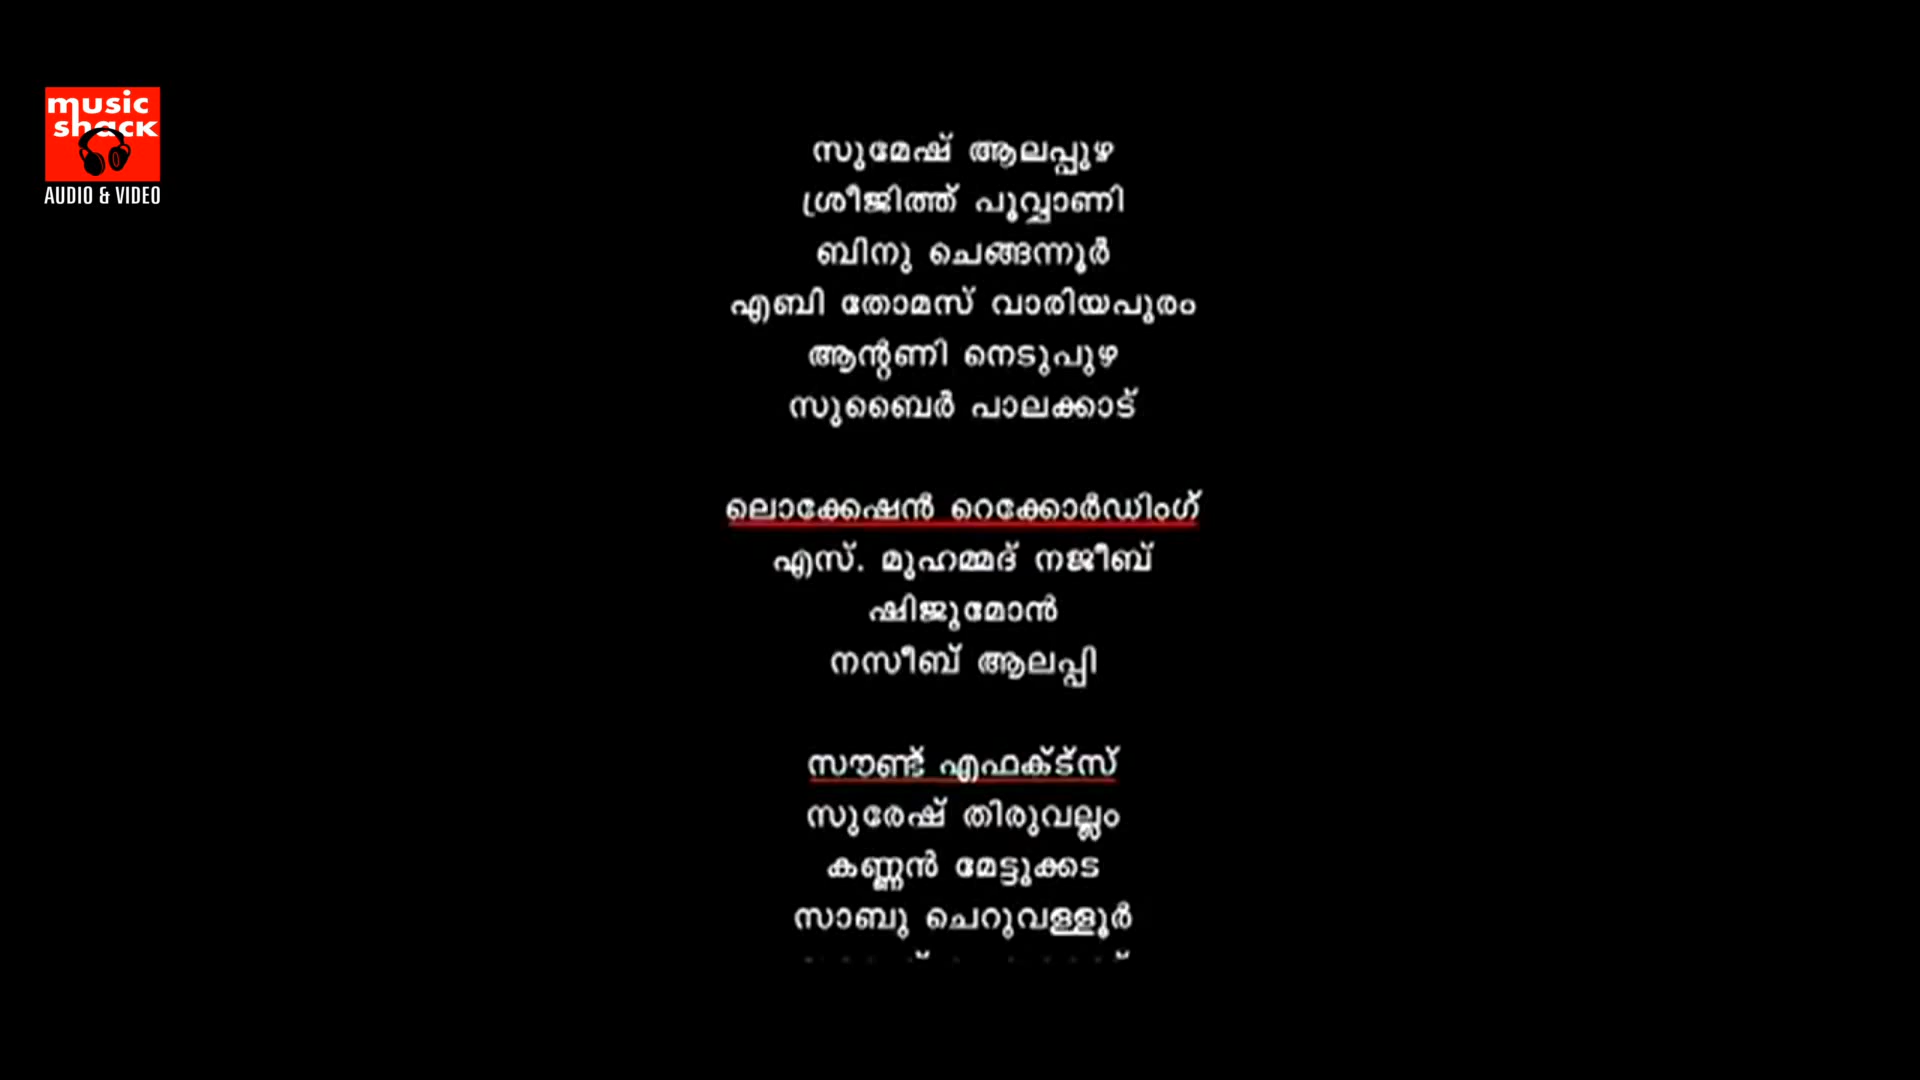 music
shack
AUDIO & VIDEO
സുമേഷ് ആലപ്പുഴ
ശ്രീജിത്ത് പൂവ്വാണി
ബിനു ചെങ്ങന്നൂർ
എബി തോമസ് വാരിയപുരം
ആന്റണി നെടുപുഴ
സുബൈർ പാലക്കാട്
ലൊക്കേഷൻ റെക്കോർഡിംഗ്
എസ്. മുഹമ്മദ് നജീബ്
ഷിജുമോൻ
നസീബ് ആലപ്പി
സൗണ്ട് എഫക്ട്സ്
സുരേഷ് തിരുവല്ലം
കണ്ണൻ മേട്ടുക്കട
സാബു ചെറുവള്ളൂർ